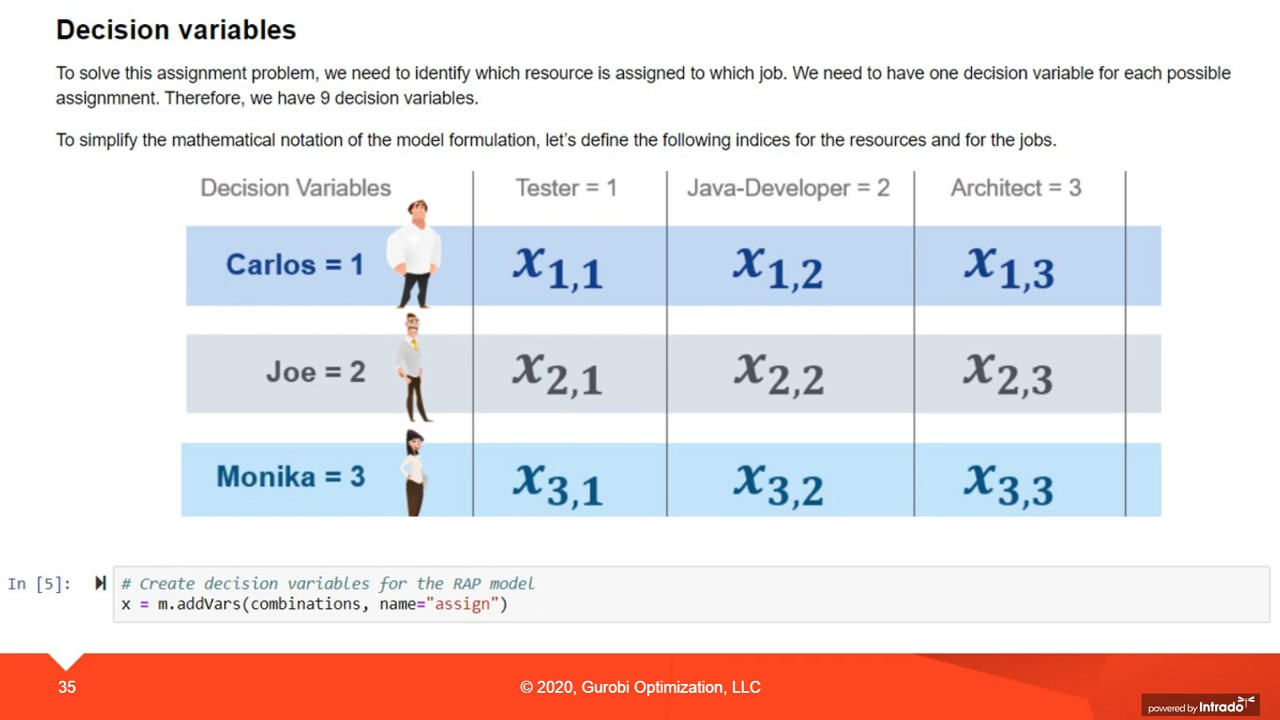 Decision variables
To solve this assignment problem, we need to identify which resource is assigned to which job. We need to have one decision variable for each possible
assignmnent. Therefore, we have 9 decision variables.
To simplify the mathematical notation of the model formulation, let's define the following indices for the resources and for the jobs.
Decision Variables Tester = 1 Java-Developer = 2 Architect = 3
Carlos = 1 x1,1 x1,2 x1,3
Joe = 2 x2,1 x2,2 x2,3
Monika = 3 x3,1 x3,2 x3,3
In [5]: # Create decision variables for the RAP model
x = m.addVars(combinations, name="assign")
35 © 2020, Gurobi Optimization, LLC
powered by Intrado